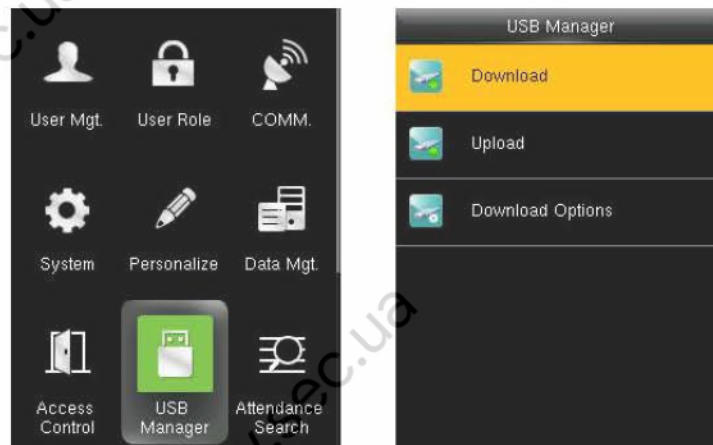 User Mgt.
User Role
COMM.
System
Personalize
Data Mgt.
Access
Control
USB
Manager
Attendance
Search
USB Manager
Download
Upload
Download Options